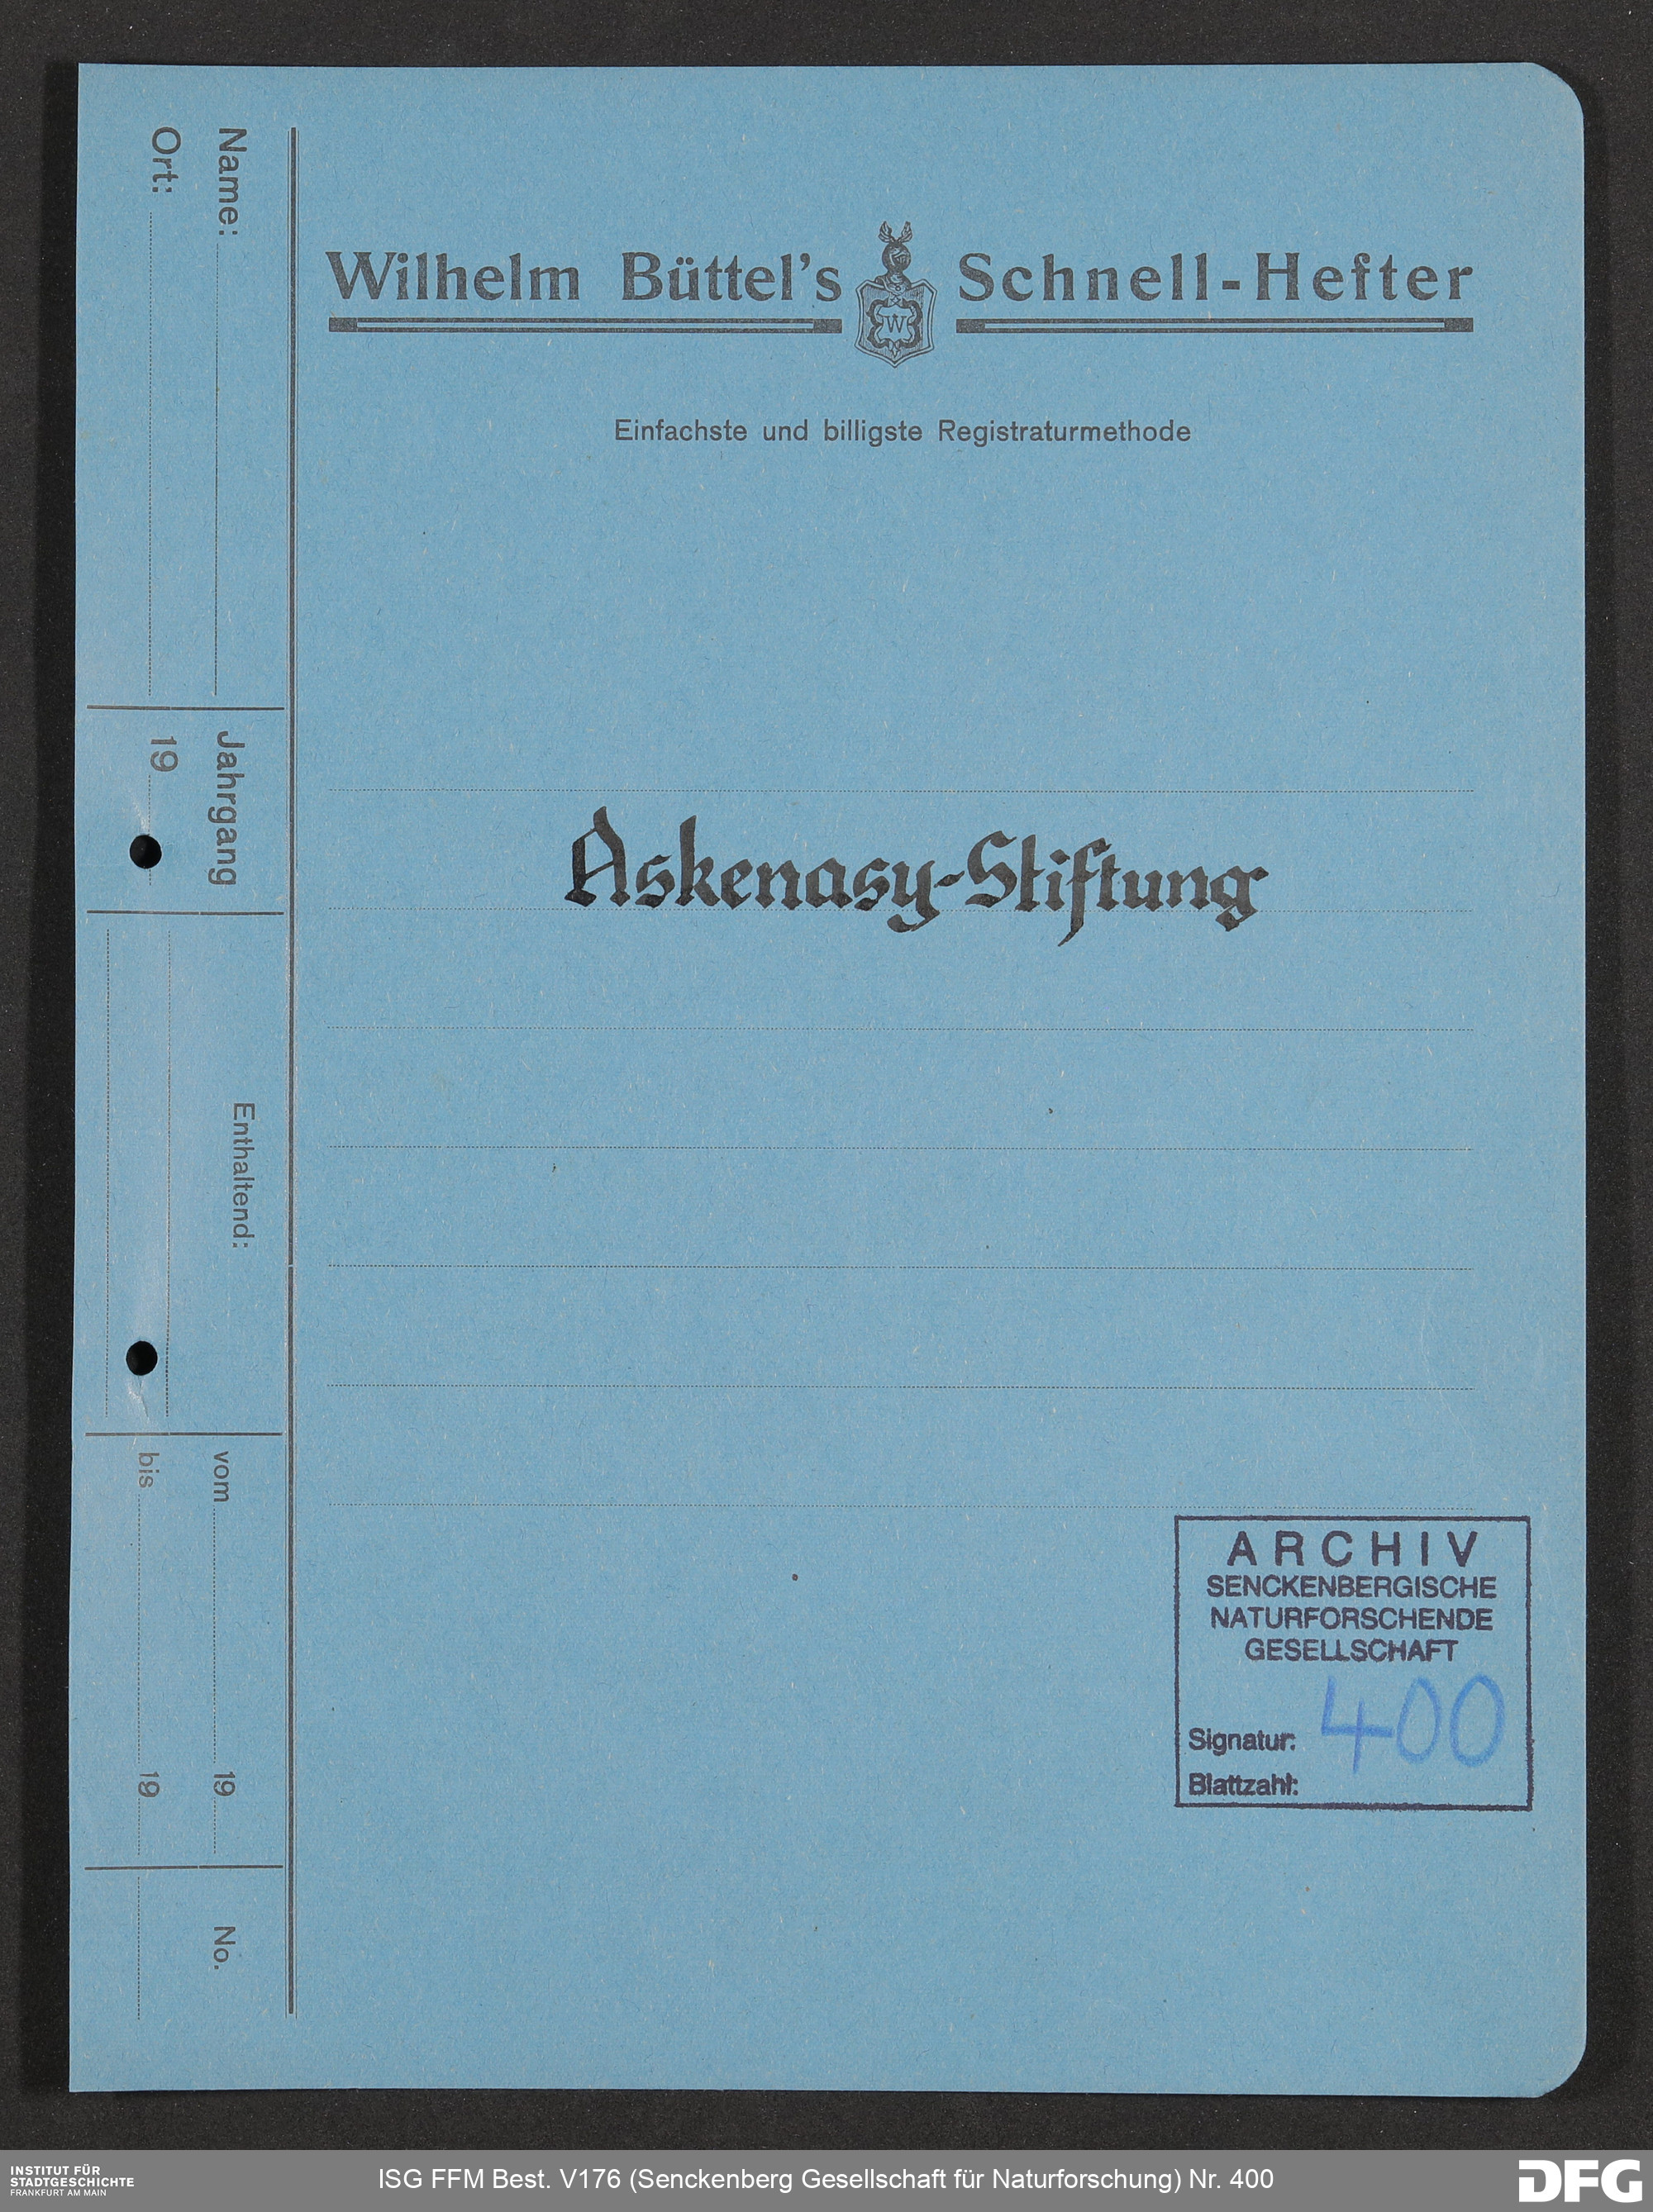 Wilhelm Büttel's W Schnell-Hefter
Einfachste und billigste Registraturmethode
Askenasy-Stiftung
Name:
Ort:
Jahrgang
19
Enthaltend:
vom 19
bis 19
No.
ARCHIV
SENCKENBERGISCHE
NATURFORSCHENDE
GESELLSCHAFT
Signatur: 400
Blattzahl:
INSTITUT FÜR
STADTGESCHICHTE
FRANKFURT AM MAIN
ISG FFM Best. V176 (Senckenberg Gesellschaft für Naturforschung) Nr. 400
DFG